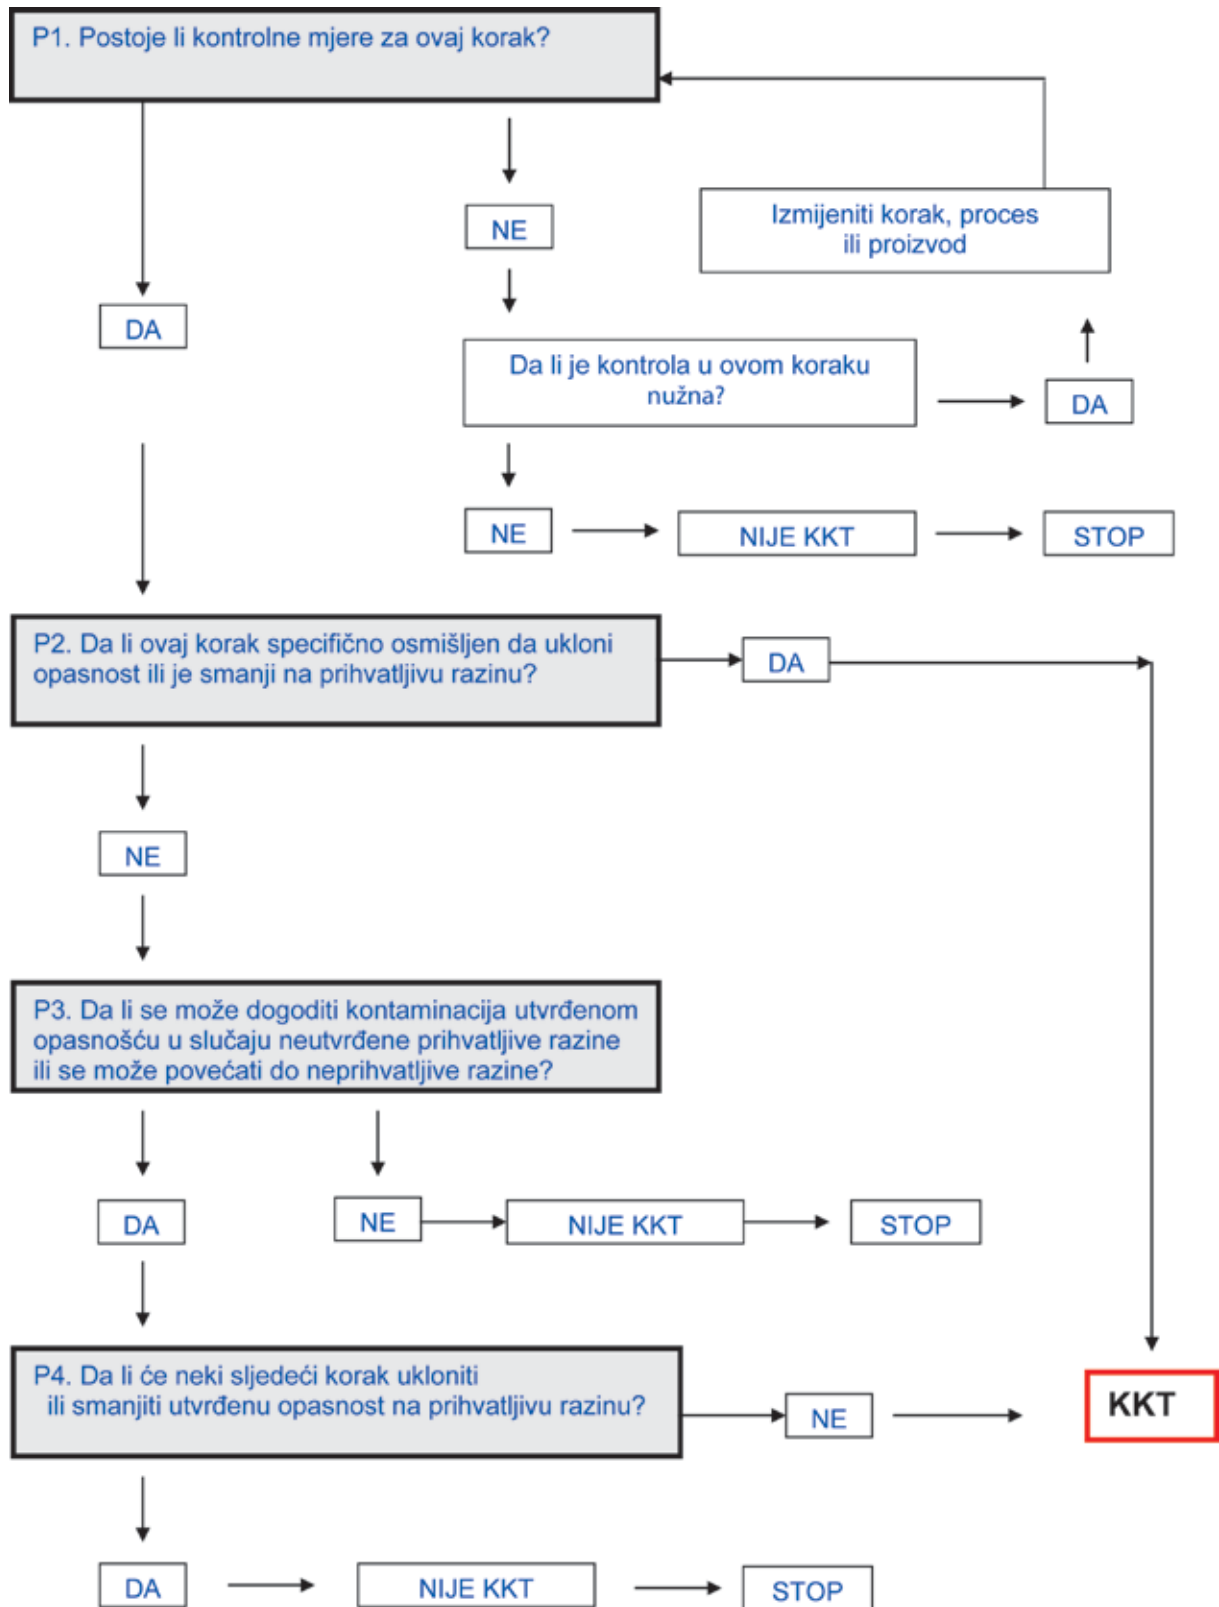 P1. Postoje li kontrolne mjere za ovaj korak?
NE
Izmijeniti korak, proces
ili proizvod
DA
Da li je kontrola u ovom koraku
nužna?
DA
NE
NIJE KKT
STOP
P2. Da li ovaj korak specifično osmišljen da ukloni
opasnost ili je smanji na prihvatljivu razinu?
DA
NE
P3. Da li se može dogoditi kontaminacija utvrđenom
opasnošću u slučaju neutvrđene prihvatljive razine
ili se može povećati do neprihvatljive razine?
DA
NE
NIJE KKT
STOP
P4. Da li će neki sljedeći korak ukloniti
ili smanjiti utvrđenu opasnost na prihvatljivu razinu?
NE
KKT
DA
NIJE KKT
STOP